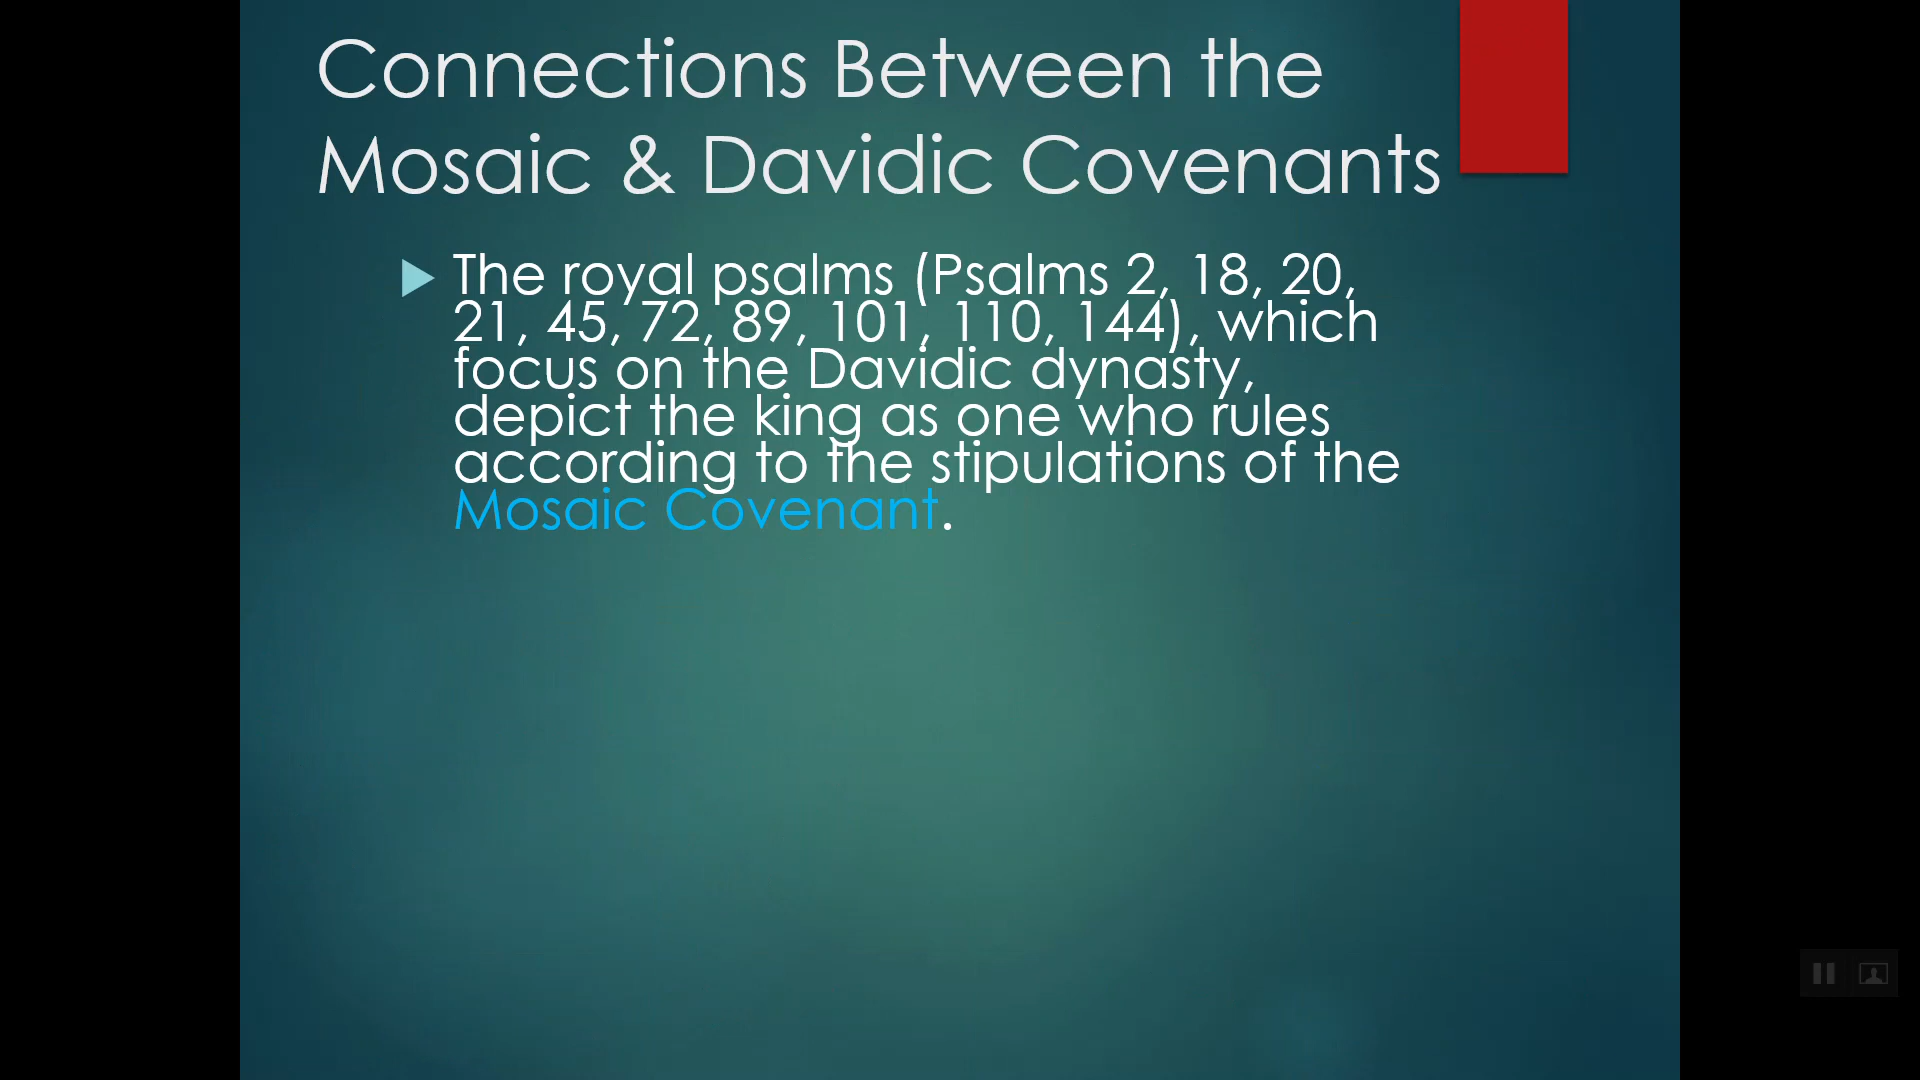 Connections Between the
Mosaic & Davidic Covenants
The royal psalms (Psalms 2, 18, 20,
21, 45, 72, 89, 101, 110, 144), which
focus on the Davidic dynasty,
depict the king as one who rules
according to the stipulations of the
Mosaic Covenant.